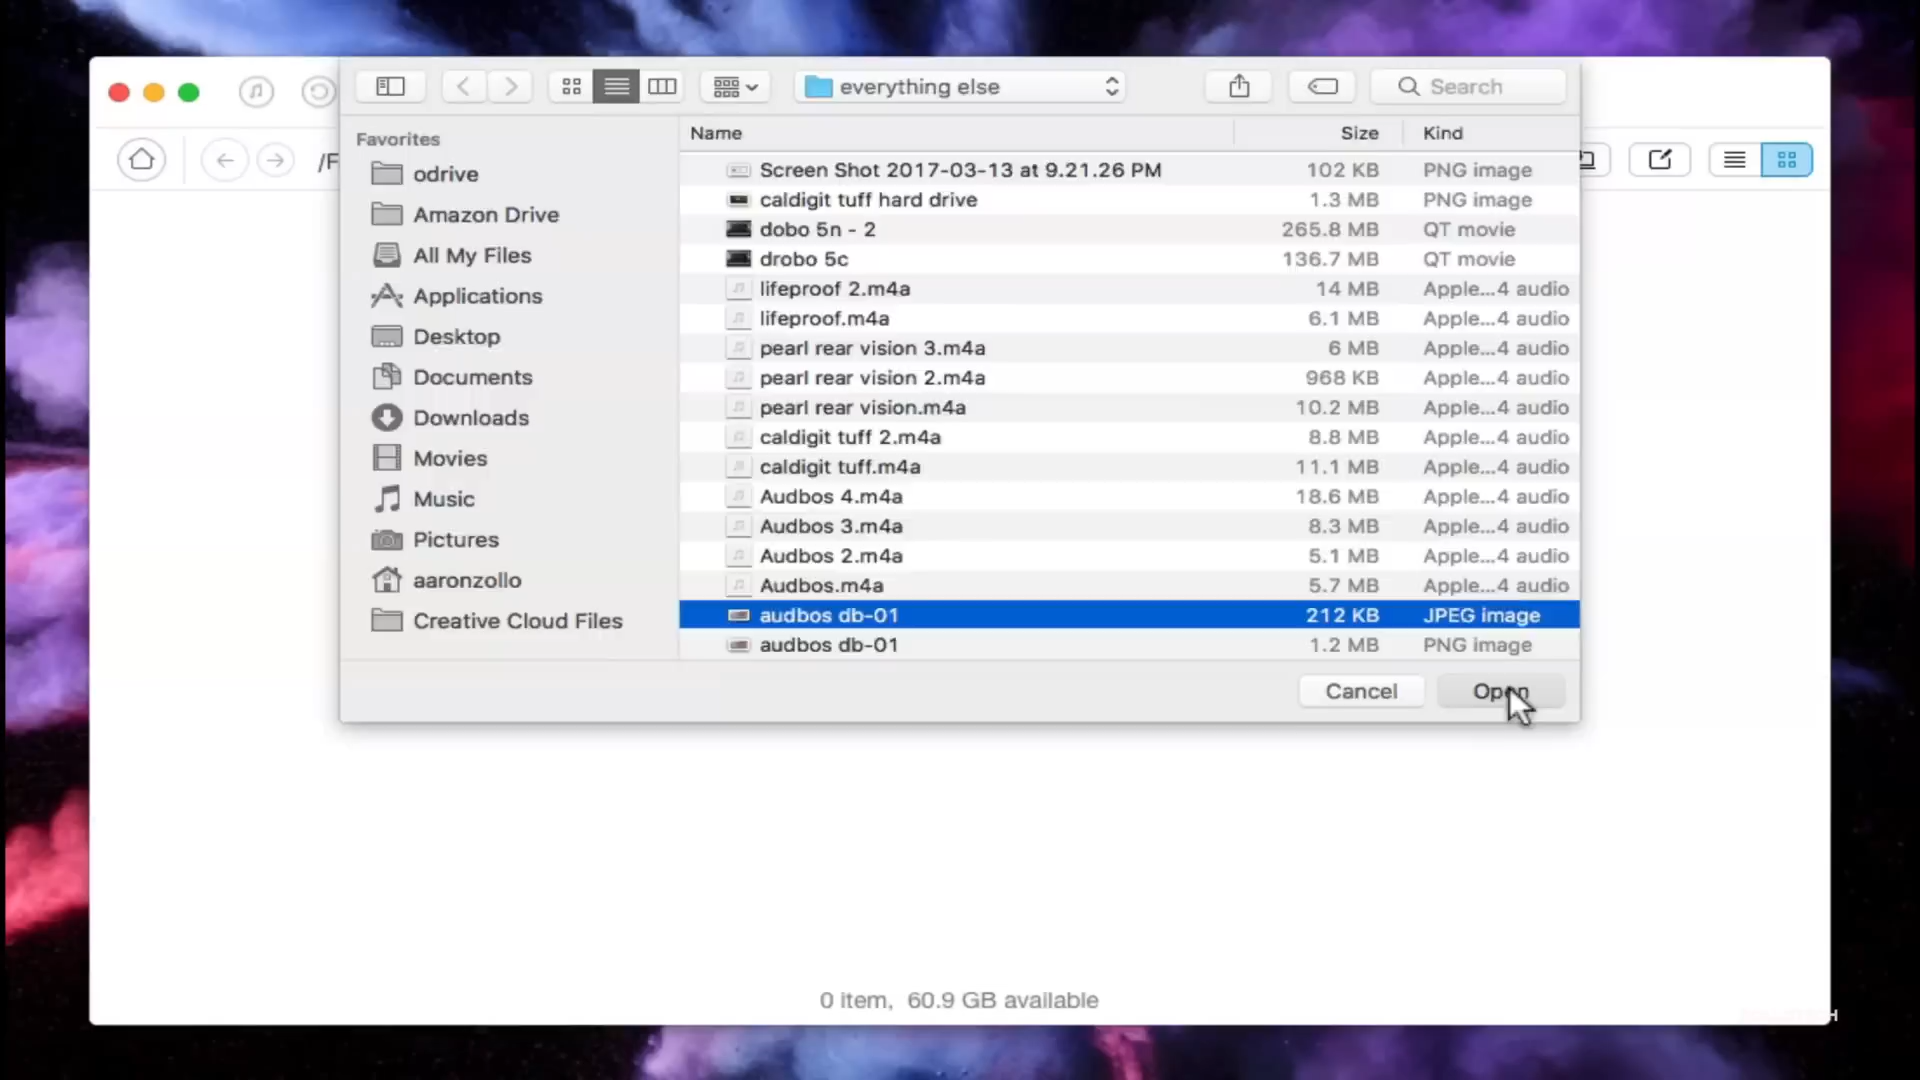 everything else
Search
/F
Favorites
odrive
Amazon Drive
All My Files
Applications
Desktop
Documents
Downloads
Movies
Music
Pictures
aaronzollo
Creative Cloud Files
Name Size Kind
Screen Shot 2017-03-13 at 9.21.26 PM 102 KB PNG image
caldigit tuff hard drive 1.3 MB PNG image
dobo 5n - 2 265.8 MB QT movie
drobo 5c 136.7 MB QT movie
lifeproof 2.m4a 14 MB Apple...4 audio
lifeproof.m4a 6.1 MB Apple...4 audio
pearl rear vision 3.m4a 6 MB Apple...4 audio
pearl rear vision 2.m4a 968 KB Apple...4 audio
pearl rear vision.m4a 10.2 MB Apple...4 audio
caldigit tuff 2.m4a 8.8 MB Apple...4 audio
caldigit tuff.m4a 11.1 MB Apple...4 audio
Audbos 4.m4a 18.6 MB Apple...4 audio
Audbos 3.m4a 8.3 MB Apple...4 audio
Audbos 2.m4a 5.1 MB Apple...4 audio
Audbos.m4a 5.7 MB Apple...4 audio
audbos db-01 212 KB JPEG image
audbos db-01 1.2 MB PNG image
Cancel Open
0 item, 60.9 GB available